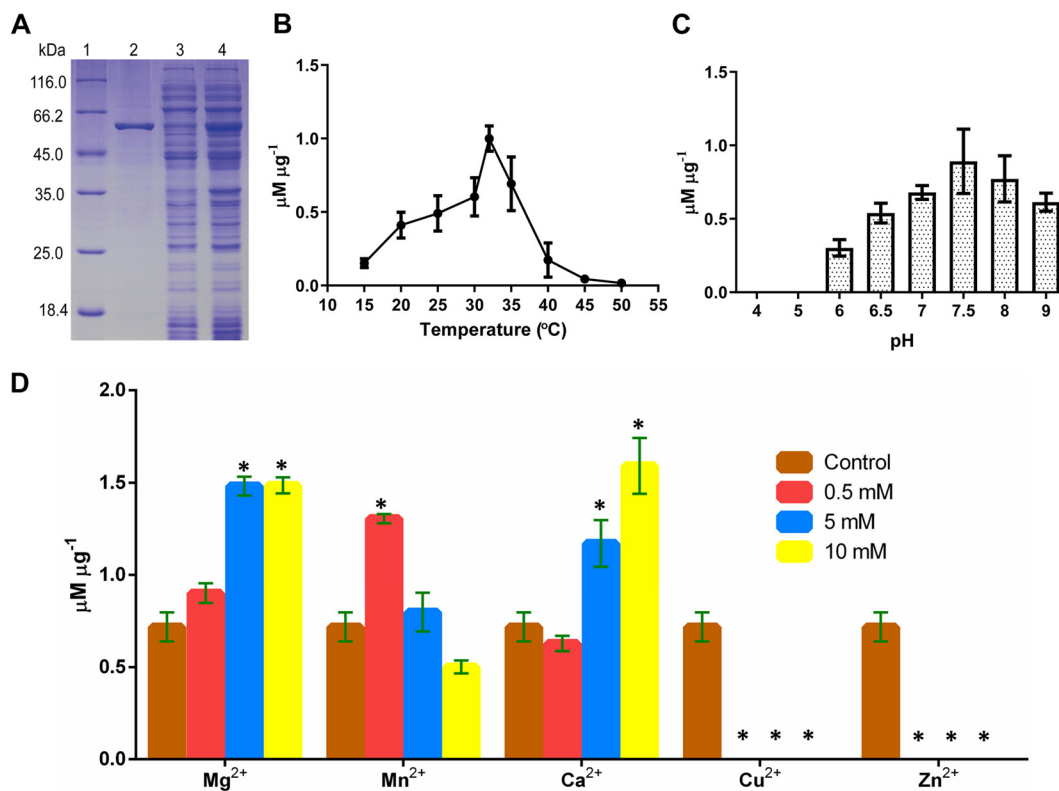 A
kDa 1 2 3 4
116.0
66.2
45.0
35.0
25.0
18.4
B
1.5
1.0
0.5
0.0
µM µg-1
10 15 20 25 30 35 40 45 50 55
Temperature (ºC)
C
1.5
1.0
0.5
0.0
µM µg-1
4 5 6 6.5 7 7.5 8 9
pH
D
2.0
1.5
1.0
0.5
0.0
µM µg-1
* *
*
* *
* * *
* * *
Control
0.5 mM
5 mM
10 mM
Mg2+ Mn2+ Ca2+ Cu2+ Zn2+